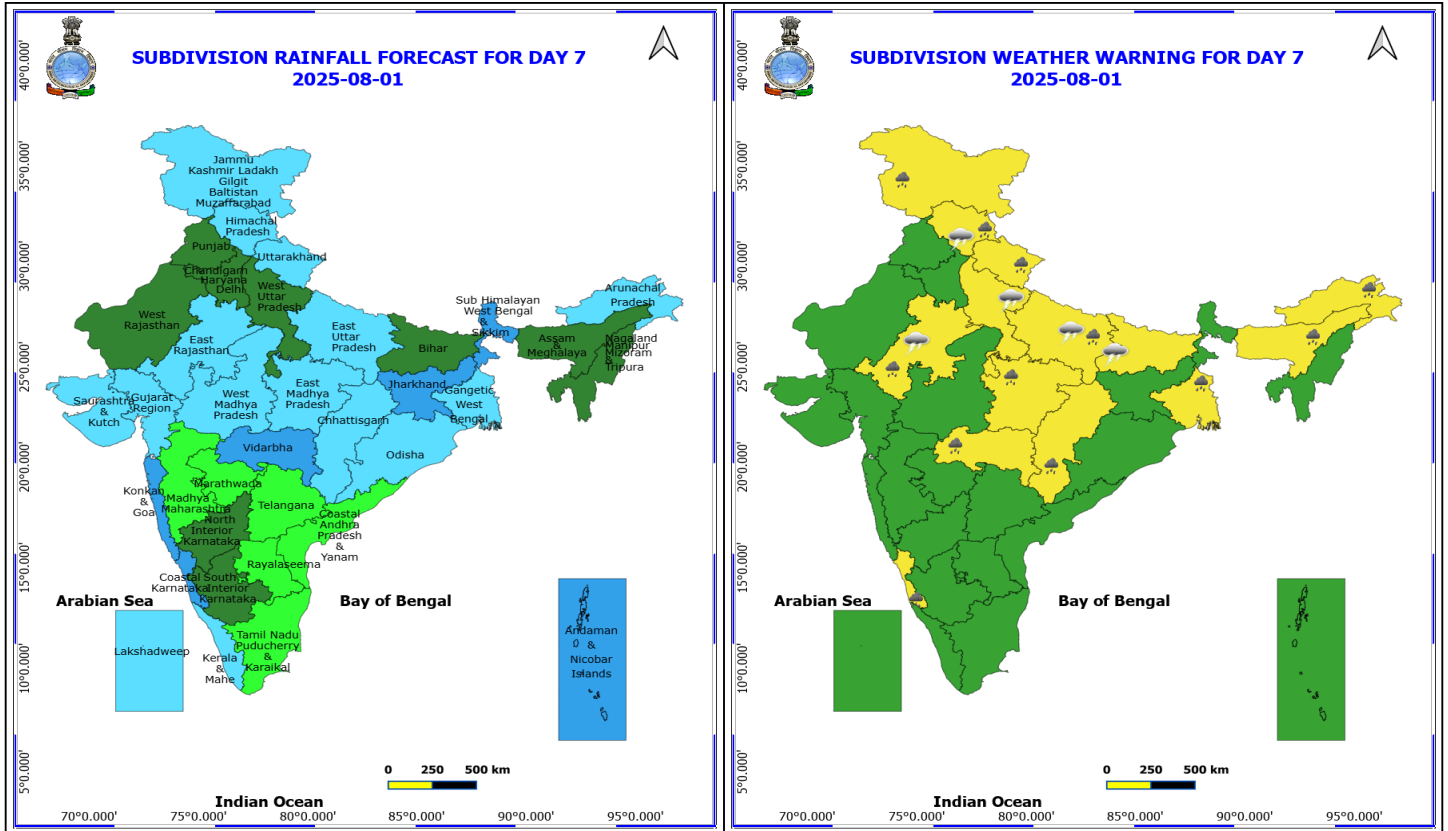 SUBDIVISION RAINFALL FORECAST FOR DAY 7
2025-08-01
40°0.000'
35°0.000'
30°0.000'
25°0.000'
20°0.000'
15°0.000'
10°0.000'
5°0.000'
Jammu
Kashmir Ladakh
Gilgit
Baltistan
Muzaffarabad
Himachal
Pradesh
Punjab
Uttarakhand
Chandigarh
Haryana
Delhi
West
Uttar
Pradesh
West
Rajasthan
East
Rajasthan
East
Uttar
Pradesh
Bihar
Sub Himalayan
West Bengal
&
Sikkim
Arunachal
Pradesh
Assam
&
Meghalaya
Nagaland
Manipur
Mizoram
&
Tripura
Saurashtra
&
Kutch
Gujarat
Region
West
Madhya
Pradesh
East
Madhya
Pradesh
Jharkhand
Gangetic
West
Bengal
Chhattisgarh
Odisha
Vidarbha
Konkan
&
Goa
Madhya
Maharashtra
Marathwada
Telangana
North
Interior
Karnataka
Coastal
Andhra
Pradesh
&
Yanam
Rayalaseema
Coastal
Karnataka
South
Interior
Karnataka
Arabian Sea
Bay of Bengal
Lakshadweep
Kerala
&
Mahe
Tamil Nadu
Puducherry
&
Karaikal
Andaman
&
Nicobar
Islands
0 250 500 km
Indian Ocean
70°0.000' 75°0.000' 80°0.000' 85°0.000' 90°0.000' 95°0.000'
SUBDIVISION WEATHER WARNING FOR DAY 7
2025-08-01
40°0.000'
35°0.000'
30°0.000'
25°0.000'
20°0.000'
15°0.000'
10°0.000'
5°0.000'
Arabian Sea
Bay of Bengal
0 250 500 km
Indian Ocean
70°0.000' 75°0.000' 80°0.000' 85°0.000' 90°0.000' 95°0.000'